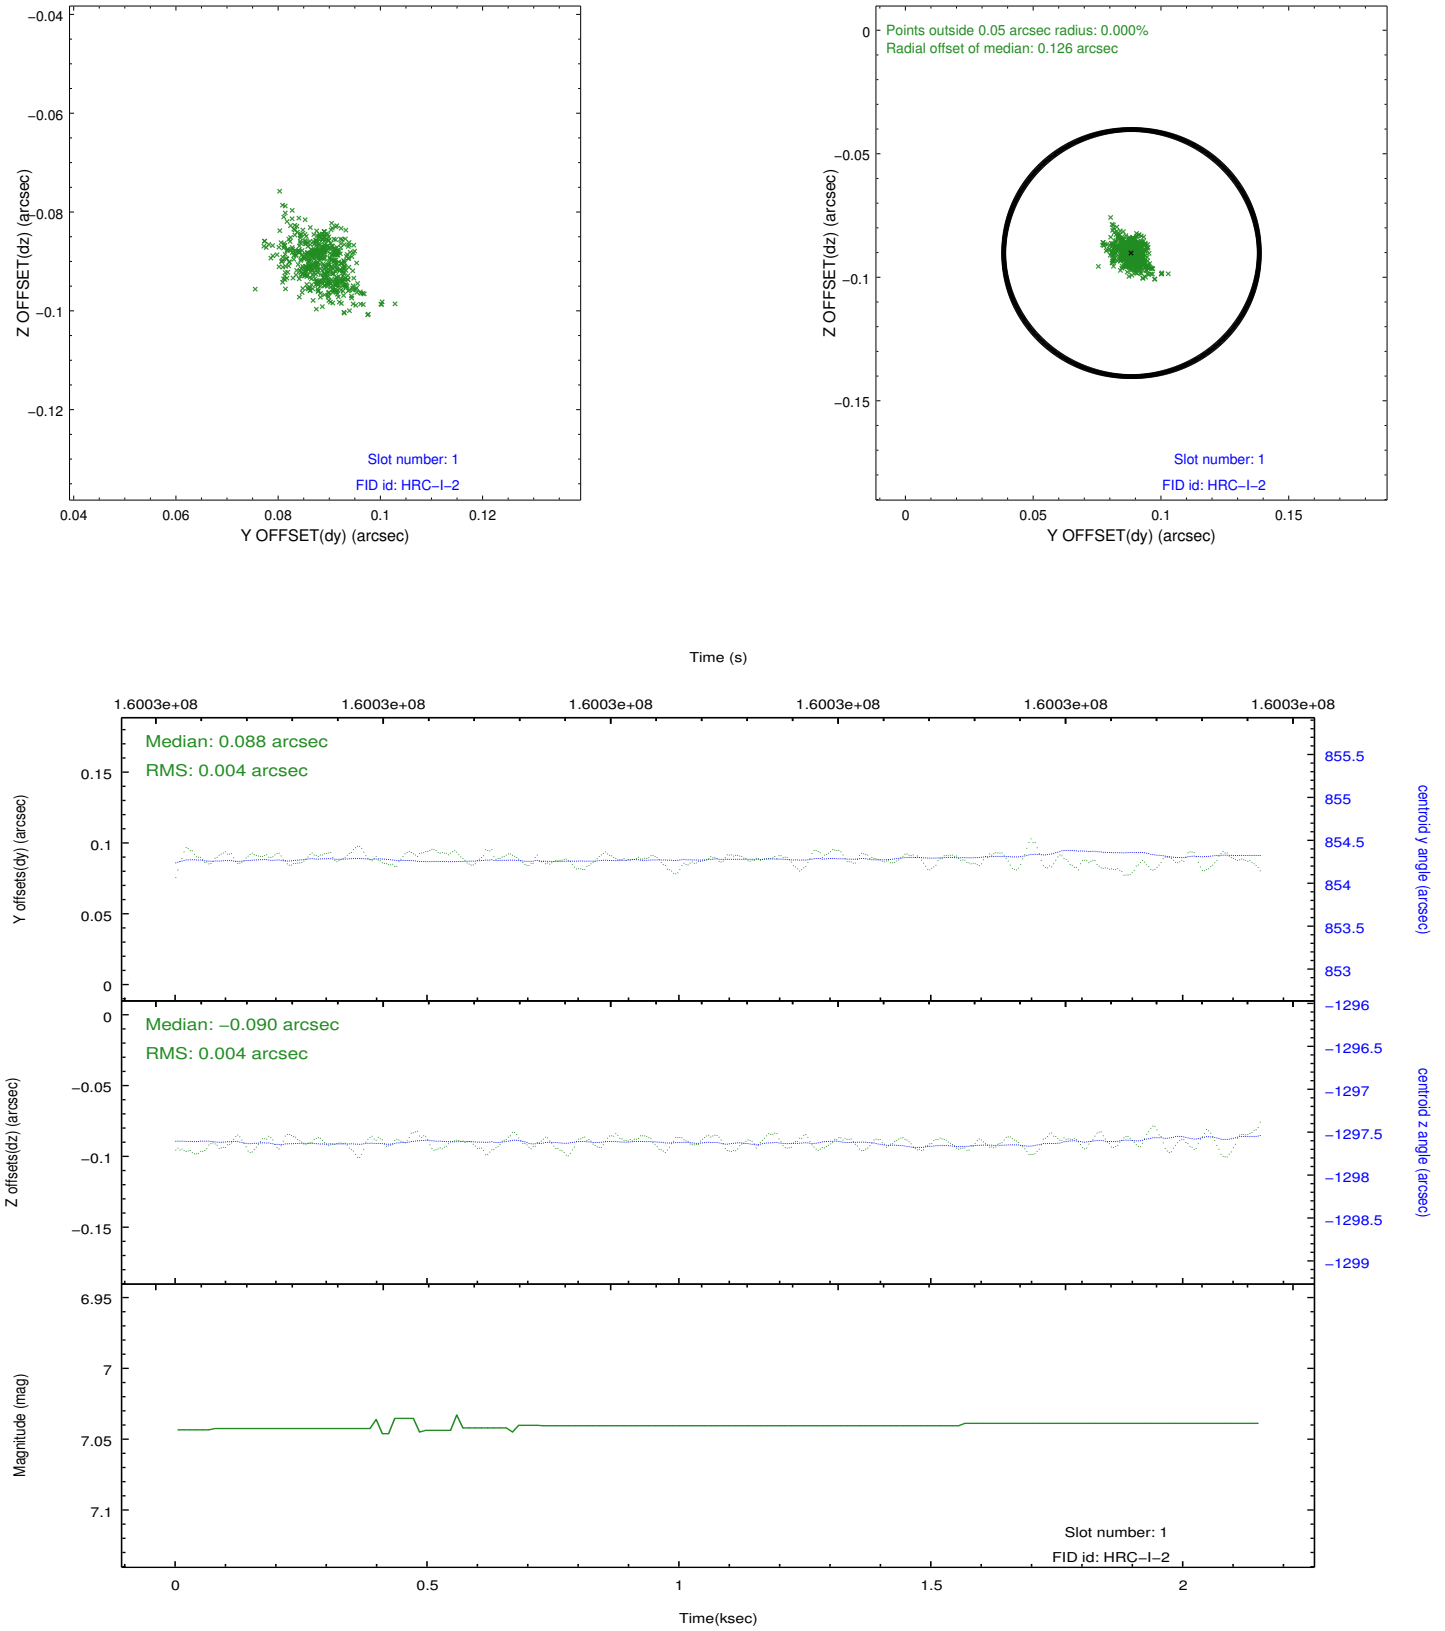 −0.04
−0.06
−0.08
−0.1
−0.12
Z OFFSET(dz) (arcsec)
Slot number: 1
FID id: HRC−I−2
0.04 0.06 0.08 0.1 0.12
Y OFFSET(dy) (arcsec)
Points outside 0.05 arcsec radius: 0.000%
Radial offset of median: 0.126 arcsec
0
−0.05
−0.1
−0.15
Z OFFSET(dz) (arcsec)
Slot number: 1
FID id: HRC−I−2
0 0.05 0.1 0.15
Y OFFSET(dy) (arcsec)
Time (s)
1.6003e+08 1.6003e+08 1.6003e+08 1.6003e+08 1.6003e+08 1.6003e+08
Median: 0.088 arcsec
RMS: 0.004 arcsec
0.15
0.1
0.05
0
Y offsets(dy) (arcsec)
855.5
855
854.5
854
853.5
853
centroid y angle (arcsec)
Median: −0.090 arcsec
RMS: 0.004 arcsec
0
−0.05
−0.1
−0.15
Z offsets(dz) (arcsec)
−1296
−1296.5
−1297
−1297.5
−1298
−1298.5
−1299
centroid z angle (arcsec)
6.95
7
7.05
7.1
Magnitude (mag)
Slot number: 1
FID id: HRC−I−2
0 0.5 1 1.5 2
Time(ksec)